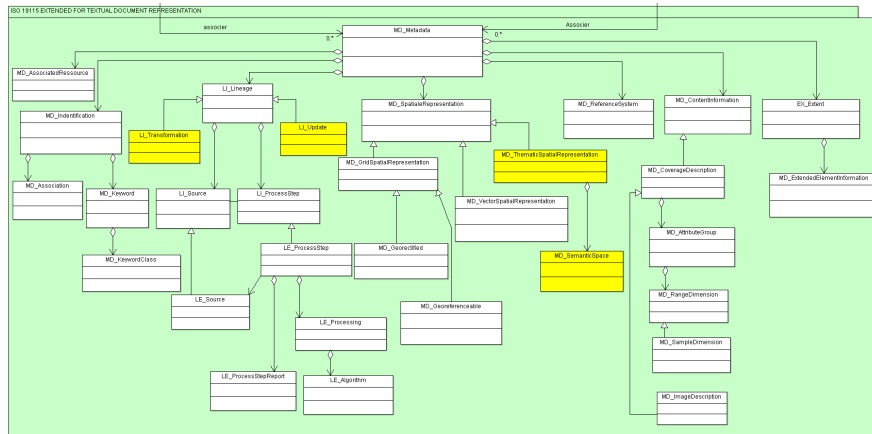 ISO 19115 EXTENDED FOR TEXTUAL DOCUMENT REPRESENTATION
associer
Associer
0.*
0.*
MD_Metadata
MD_AssociatedRessource
LI_Lineage
MD_Indentification
MD_SpatialeRepresentation
MD_ReferenceSystem
MD_ContentInformation
EX_Extent
LI_Transformation
LI_Update
MD_ThematicSpatialRepresentation
MD_GridSpatialRepresentation
MD_CoverageDescription
MD_ExtendedElementInformation
MD_Association
MD_Keyword
LI_Source
LI_ProcessStep
MD_VectorSpatialRepresentation
MD_AttributeGroup
LE_ProcessStep
MD_Georectified
MD_SemanticSpace
MD_KeywordClass
MD_RangeDimension
LE_Source
MD_Georeferenceable
LE_Processing
MD_SampleDimension
LE_ProcessStepReport
LE_Algorithm
MD_ImageDescription